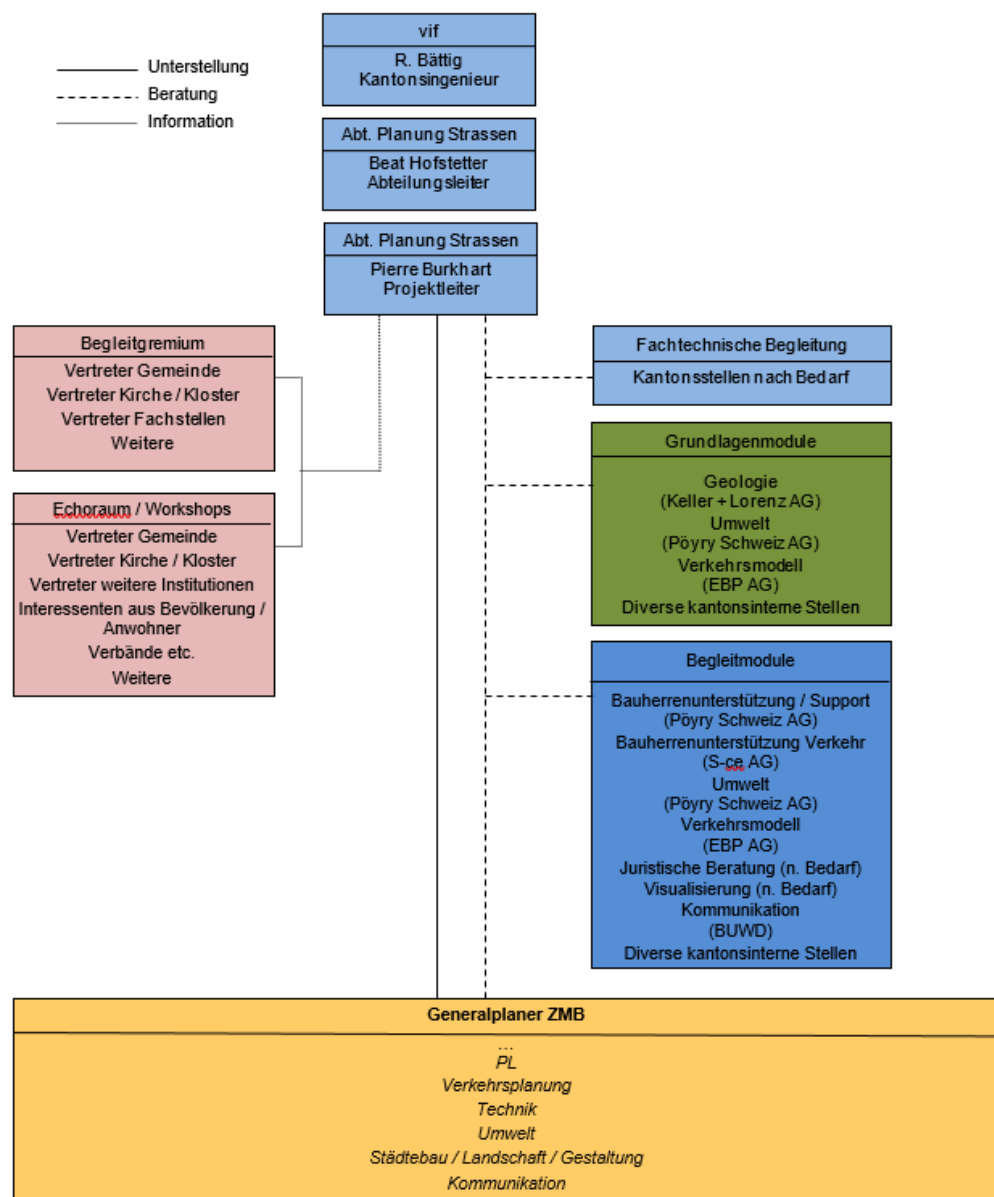 Unterstellung
Beratung
Information
vif
R. Bättig
Kantonsingenieur
Abt. Planung Strassen
Beat Hofstetter
Abteilungsleiter
Abt. Planung Strassen
Pierre Burkhart
Projektleiter
Begleitgremium
Vertreter Gemeinde
Vertreter Kirche / Kloster
Vertreter Fachstellen
Weitere
Echoraum / Workshops
Vertreter Gemeinde
Vertreter Kirche / Kloster
Vertreter weitere Institutionen
Interessenten aus Bevölkerung /
Anwohner
Verbände etc.
Weitere
Fachtechnische Begleitung
Kantonsstellen nach Bedarf
Grundlagenmodule
Geologie
(Keller + Lorenz AG)
Umwelt
(Pöyry Schweiz AG)
Verkehrsmodell
(EBP AG)
Diverse kantonsinterne Stellen
Begleitmodule
Bauherrenunterstützung / Support
(Pöyry Schweiz AG)
Bauherrenunterstützung Verkehr
(S-ce AG)
Umwelt
(Pöyry Schweiz AG)
Verkehrsmodell
(EBP AG)
Juristische Beratung (n. Bedarf)
Visualisierung (n. Bedarf)
Kommunikation
(BUWD)
Diverse kantonsinterne Stellen
Generalplaner ZMB
...
PL
Verkehrsplanung
Technik
Umwelt
Städtebau / Landschaft / Gestaltung
Kommunikation